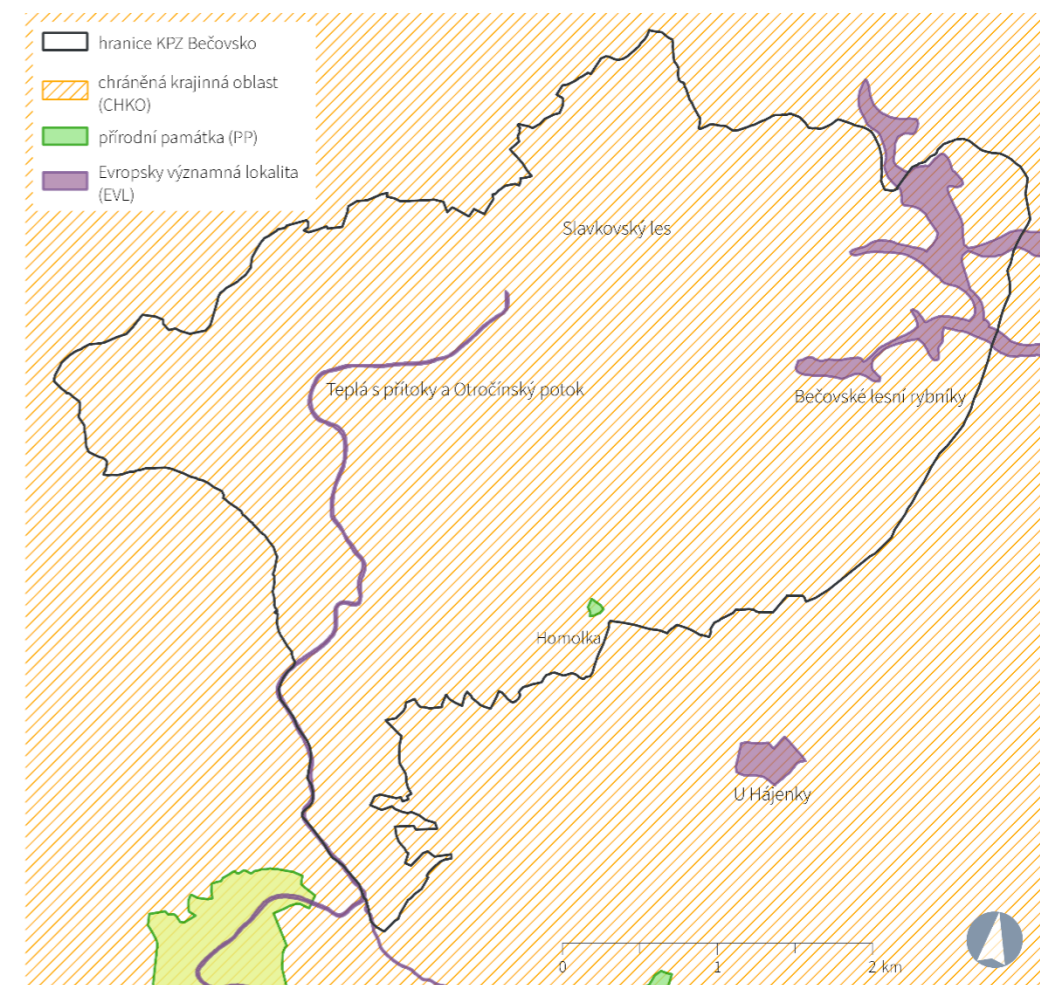 hranice KPZ Bečovsko
chráněná krajinná oblast
(CHKO)
přírodní památka (PP)
Evropsky významná lokalita
(EVL)
Slavkovský les
Teplá s přítoky a Otročínský potok
Bečovské lesní rybníky
Homolka
U Hájenky
0 1 2 km